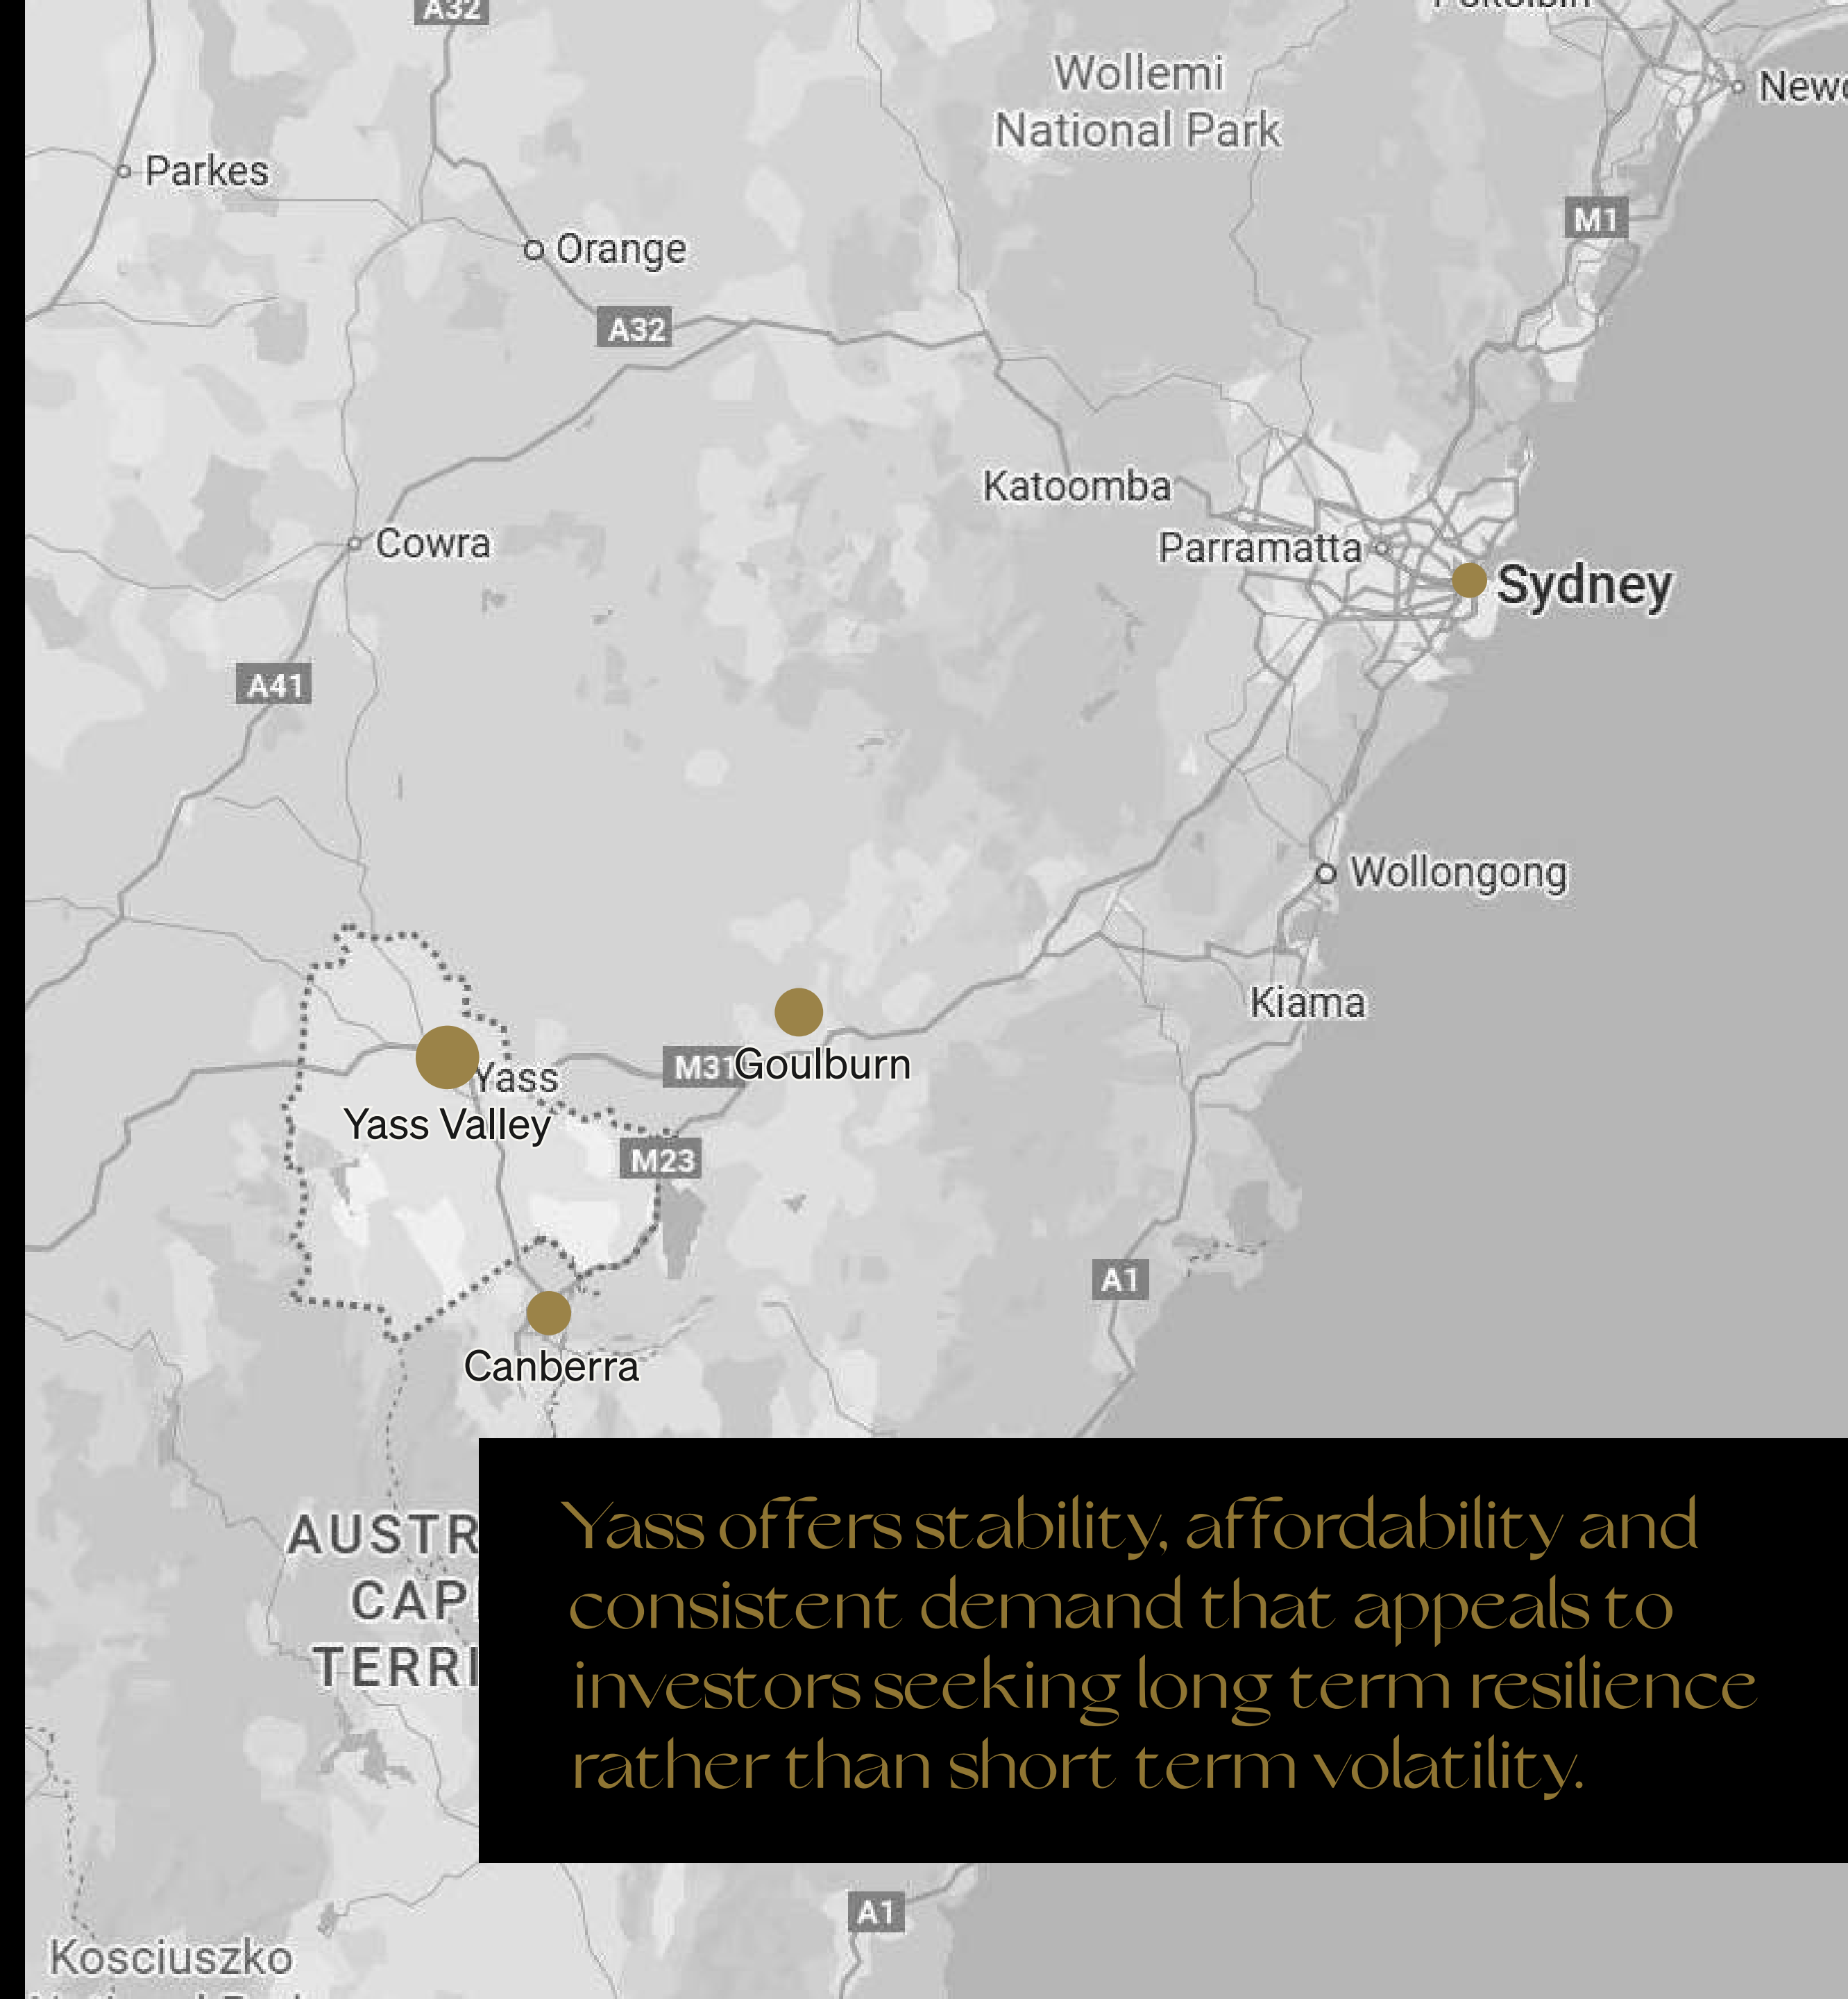 A32
Wollemi
National Park
Parkes
M1
Orange
A32
Katoomba
Cowra
Parramatta
Sydney
A41
Wollongong
Kiama
M31
Goulburn
Yass
Yass Valley
M23
A1
Canberra
Yass offers stability, affordability and
consistent demand that appeals to
investors seeking long term resilience
rather than short term volatility.
AUSTR
CAP
TERRI
A1
Kosciuszko